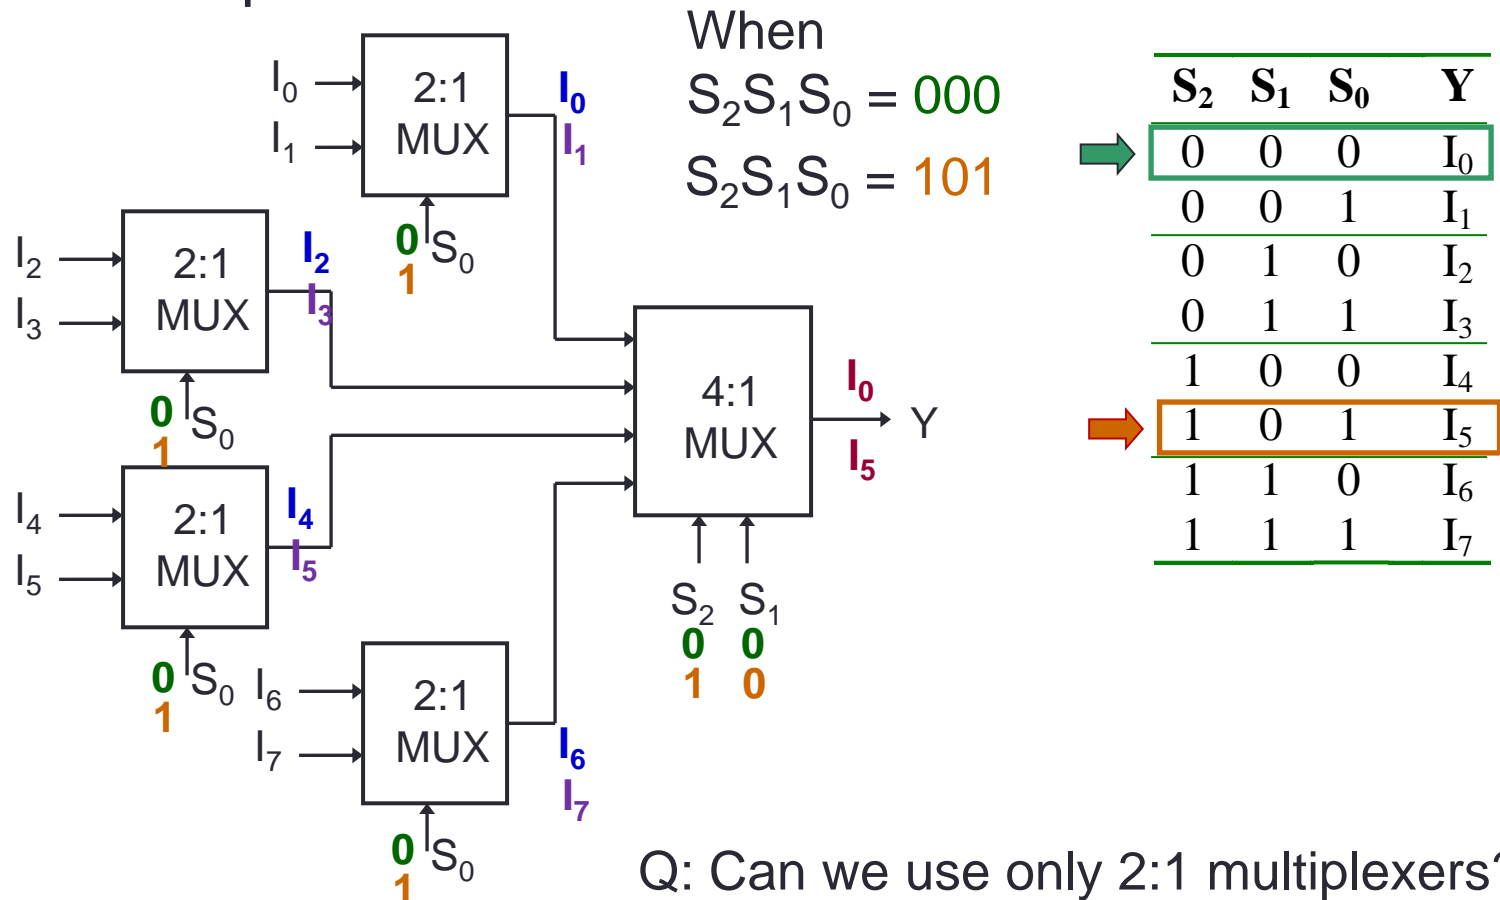 When
S₂S₁S₀ = 000
S₂S₁S₀ = 101
I₀
I₁
2:1
MUX
I₀
I₁
0
1
S₀
I₂
I₃
2:1
MUX
I₂
I₃
0
1
S₀
I₄
I₅
2:1
MUX
I₄
I₅
0
1
S₀
I₆
I₇
2:1
MUX
I₆
I₇
0
1
S₀
4:1
MUX
I₀
I₅
Y
S₂ S₁
0 0
1 0
S₂ S₁ S₀ Y
0 0 0 I₀
0 0 1 I₁
0 1 0 I₂
0 1 1 I₃
1 0 0 I₄
1 0 1 I₅
1 1 0 I₆
1 1 1 I₇
Q: Can we use only 2:1 multiplexers?